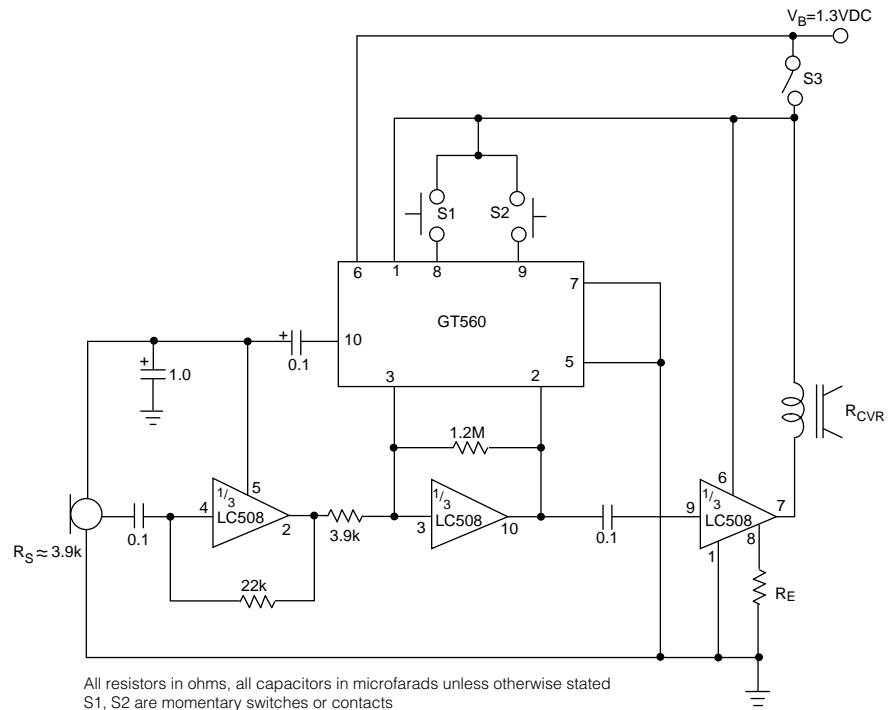 V_B=1.3VDC
S3
S1
S2
6
1
8
9
7
GT560
10
5
3
2
+
0.1
+
1.0
1.2M
R_CVR
1/3
LC508
4
5
2
0.1
3.9k
1/3
LC508
3
10
0.1
6
1/3
LC508
9
7
1
8
R_S ≈ 3.9k
22k
R_E
All resistors in ohms, all capacitors in microfarads unless otherwise stated
S1, S2 are momentary switches or contacts